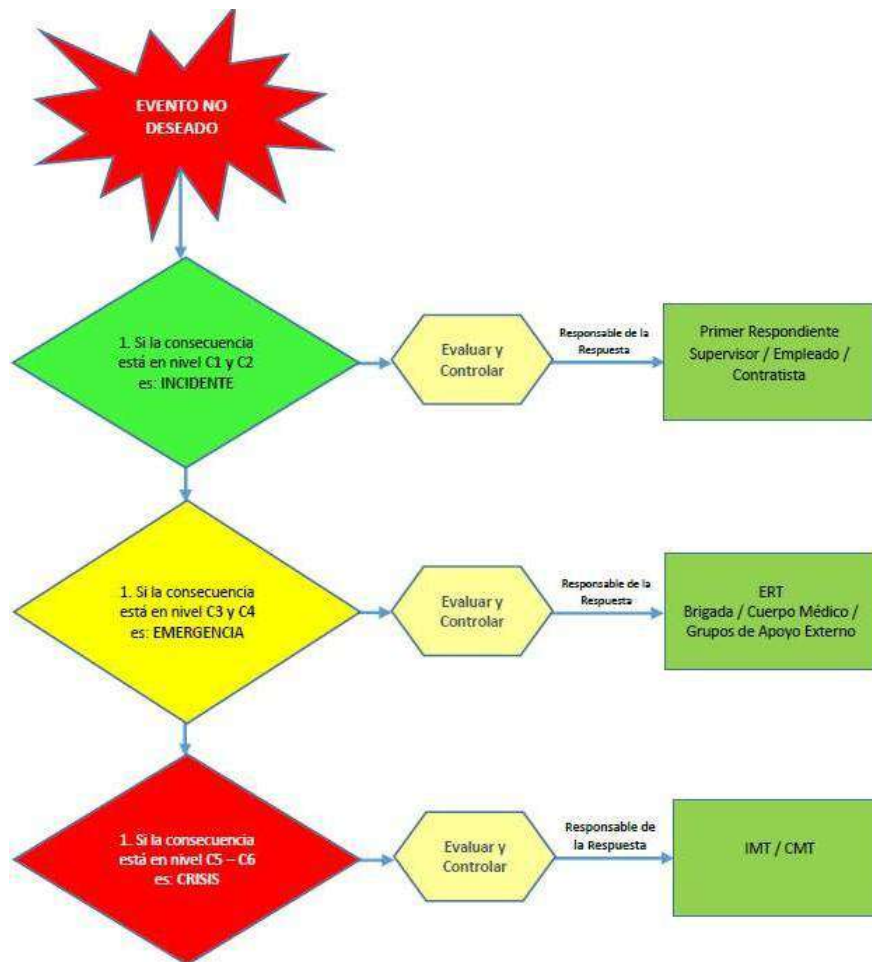 EVENTO NO
DESEADO
1. Si la consecuencia
está en nivel C1 y C2
es: INCIDENTE
Evaluar y
Controlar
Responsable de la
Respuesta
Primer Respondiente
Supervisor / Empleado /
Contratista
1. Si la consecuencia
está en nivel C3 y C4
es: EMERGENCIA
Evaluar y
Controlar
Responsable de la
Respuesta
ERT
Brigada / Cuerpo Médico /
Grupos de Apoyo Externo
1. Si la consecuencia
está en nivel C5 – C6
es: CRISIS
Evaluar y
Controlar
Responsable de
la Respuesta
IMT / CMT